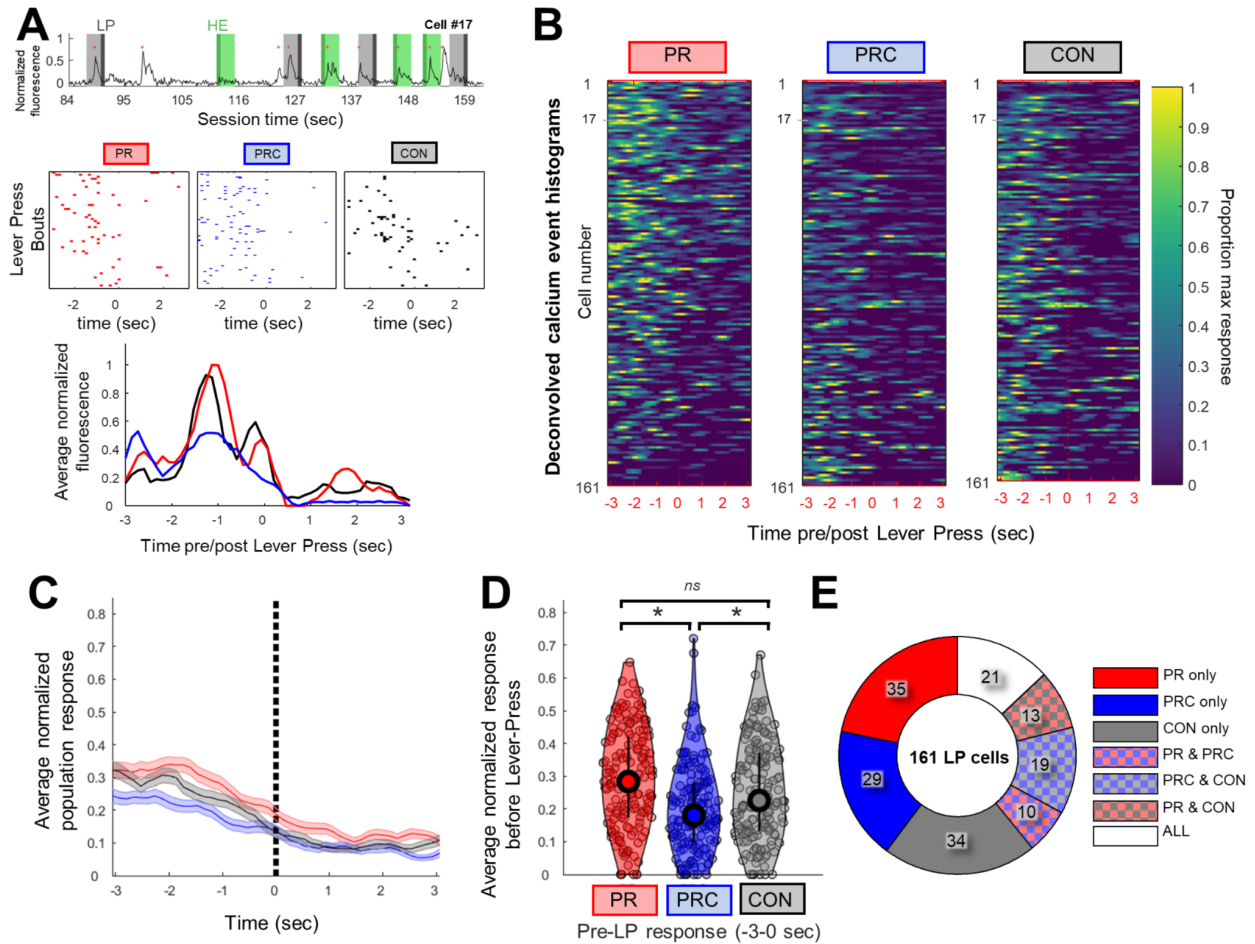 A
LP
HE
Cell #17
Normalized
fluorescence
1
0.5
0
84 95 105 116 127 137 148 159
Session time (sec)
PR PRC CON
Lever Press
Bouts
-2 0 2 -2 0 2 -2 0 2
time (sec) time (sec) time (sec)
Average normalized
fluorescence
1
0.8
0.6
0.4
0.2
0
-3 -2 -1 0 1 2 3
Time pre/post Lever Press (sec)
B
PR PRC CON
Deconvolved calcium event histograms
Cell number
1 1 1
17 17 17
161 161 161
-3 -2 -1 0 1 2 3 -3 -2 -1 0 1 2 3 -3 -2 -1 0 1 2 3
Time pre/post Lever Press (sec)
1
0.9
0.8
0.7
0.6
0.5
0.4
0.3
0.2
0.1
0
Proportion max response
C
Average normalized
population response
0.8
0.7
0.6
0.5
0.4
0.3
0.2
0.1
0
-3 -2 -1 0 1 2 3
Time (sec)
D
Average normalized response
before Lever-Press
0.8
0.7
0.6
0.5
0.4
0.3
0.2
0.1
0
ns
* *
PR PRC CON
Pre-LP response (-3-0 sec)
E
21
13
19
10
34
29
35
161 LP cells
PR only
PRC only
CON only
PR & PRC
PRC & CON
PR & CON
ALL